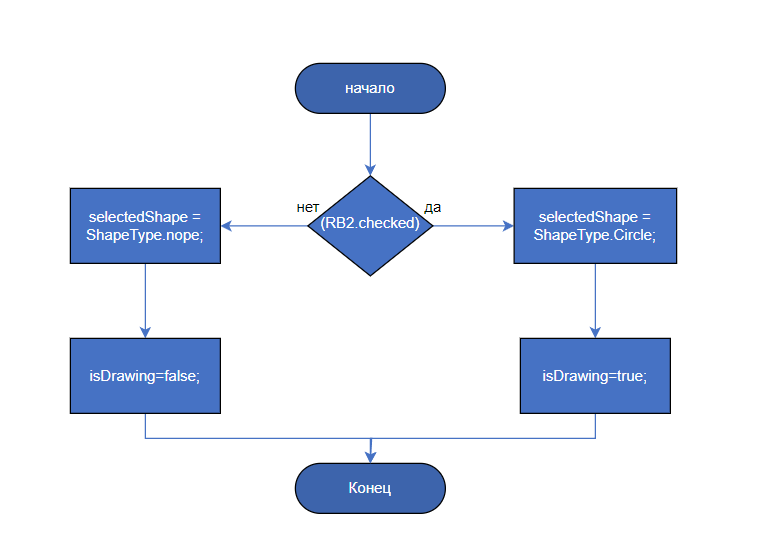 начало
нет
(RB2.checked)
да
selectedShape =
ShapeType.nope;
selectedShape =
ShapeType.Circle;
isDrawing=false;
isDrawing=true;
Конец